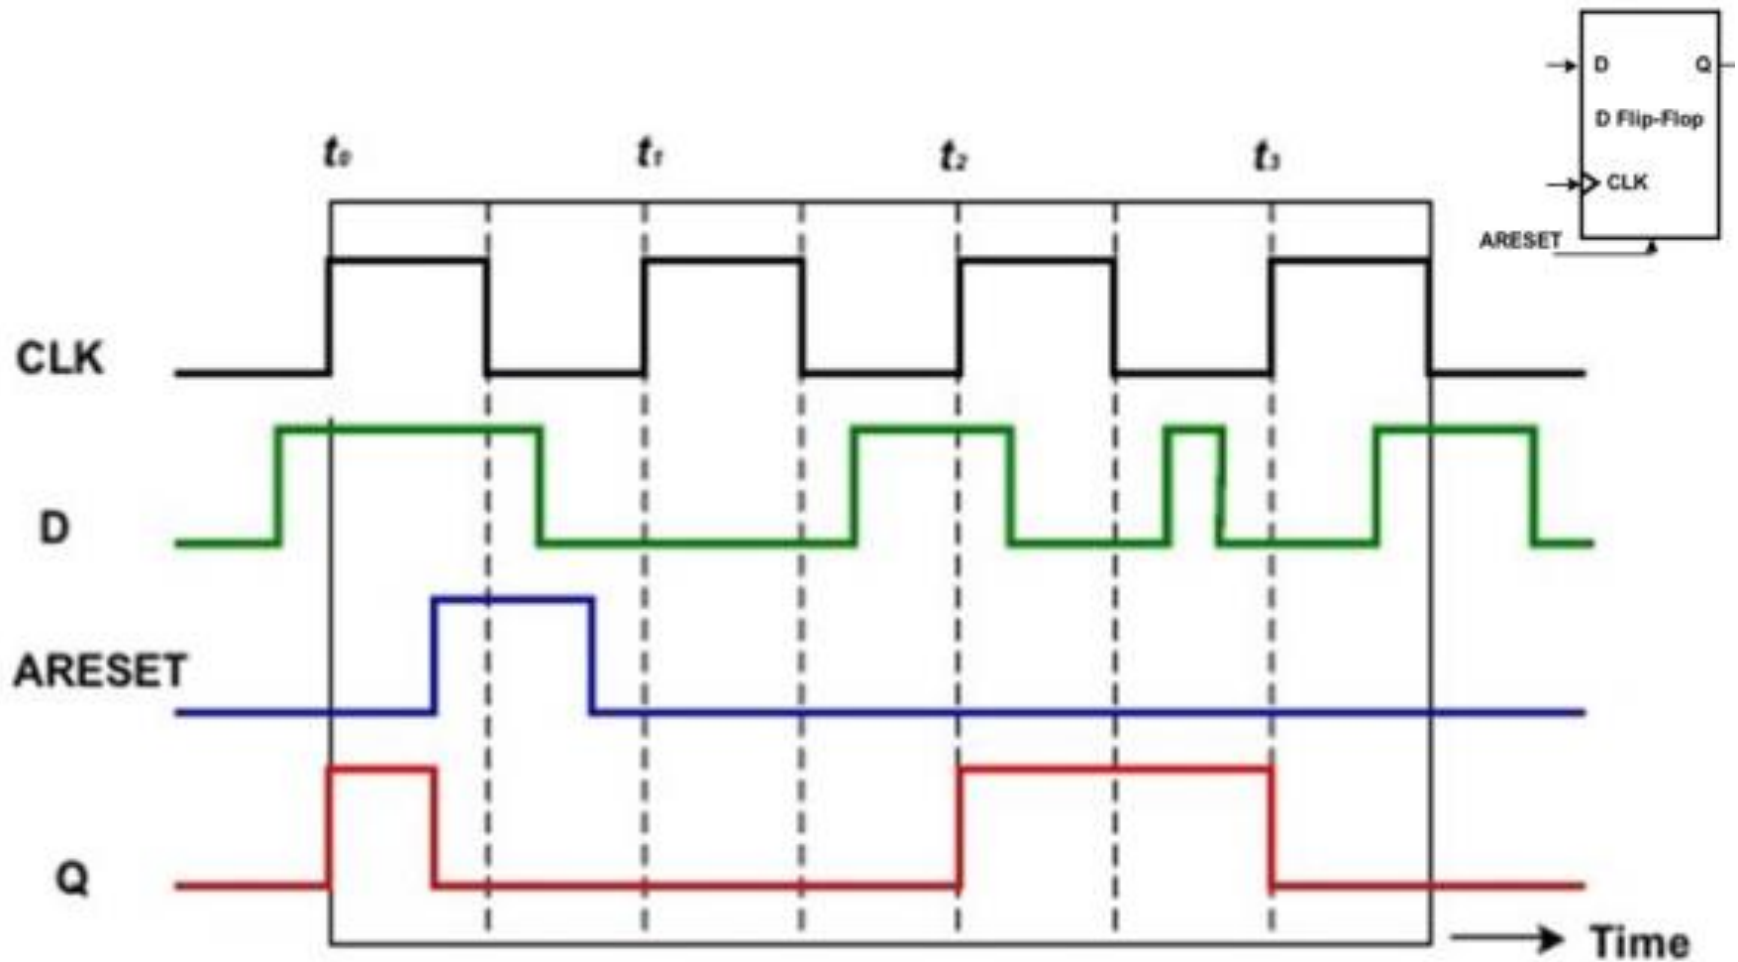 D Q
D Flip-Flop
CLK
ARESET
t₀ t₁ t₂ t₃
CLK
D
ARESET
Q
Time